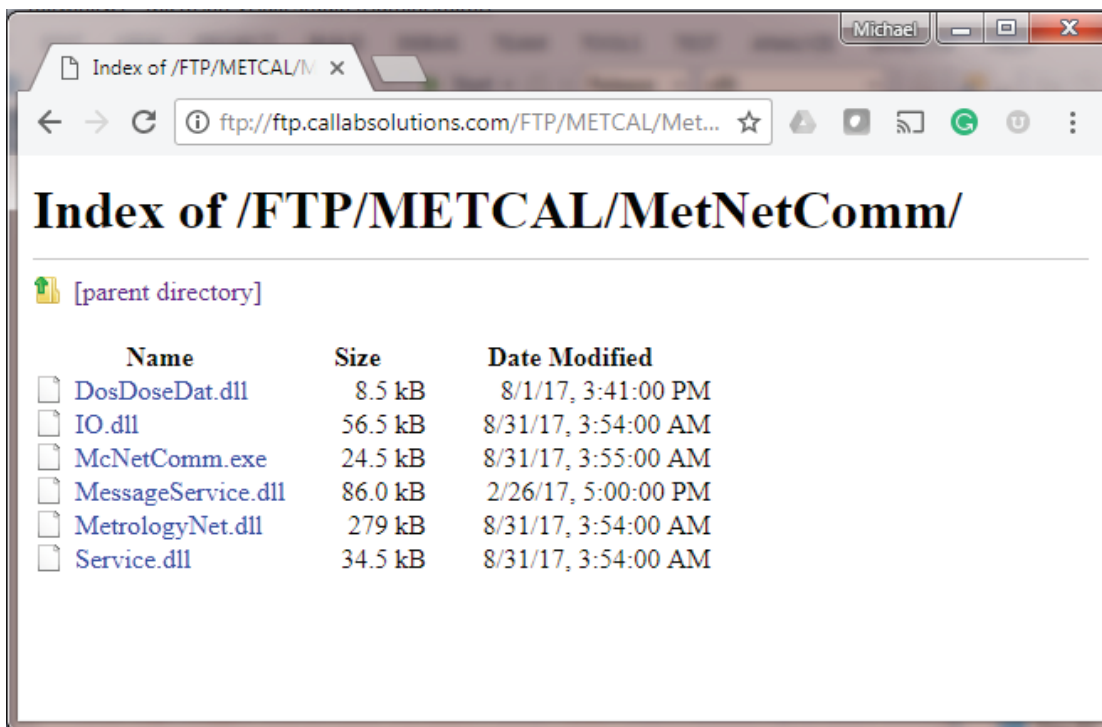 Michael
Index of /FTP/METCAL/M
ftp://ftp.callabsolutions.com/FTP/METCAL/Met...
Index of /FTP/METCAL/MetNetComm/
[parent directory]
Name Size Date Modified
DosDoseDat.dll 8.5 kB 8/1/17, 3:41:00 PM
IO.dll 56.5 kB 8/31/17, 3:54:00 AM
McNetComm.exe 24.5 kB 8/31/17, 3:55:00 AM
MessageService.dll 86.0 kB 2/26/17, 5:00:00 PM
MetrologyNet.dll 279 kB 8/31/17, 3:54:00 AM
Service.dll 34.5 kB 8/31/17, 3:54:00 AM